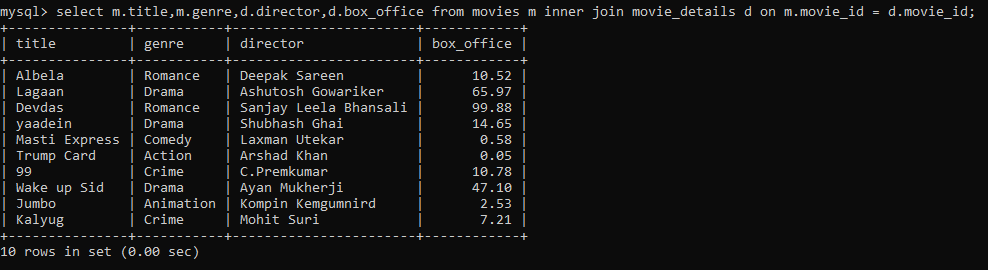 mysql> select m.title,m.genre,d.director,d.box_office from movies m inner join movie_details d on m.movie_id = d.movie_id;
+---------------+-----------+----------------------+------------+
| title         | genre     | director             | box_office |
+---------------+-----------+----------------------+------------+
| Albela        | Romance   | Deepak Sareen        |      10.52 |
| Lagaan        | Drama     | Ashutosh Gowariker   |      65.97 |
| Devdas        | Romance   | Sanjay Leela Bhansali |      99.88 |
| yaadein       | Drama     | Shubhash Ghai        |      14.65 |
| Masti Express | Comedy    | Laxman Utekar        |       0.58 |
| Trump Card    | Action    | Arshad Khan          |       0.05 |
| 99            | Crime     | C.Premkumar          |      10.78 |
| Wake up Sid   | Drama     | Ayan Mukherji        |      47.10 |
| Jumbo         | Animation | Kompin Kemgumnird    |       2.53 |
| Kalyug        | Crime     | Mohit Suri           |       7.21 |
+---------------+-----------+----------------------+------------+
10 rows in set (0.00 sec)